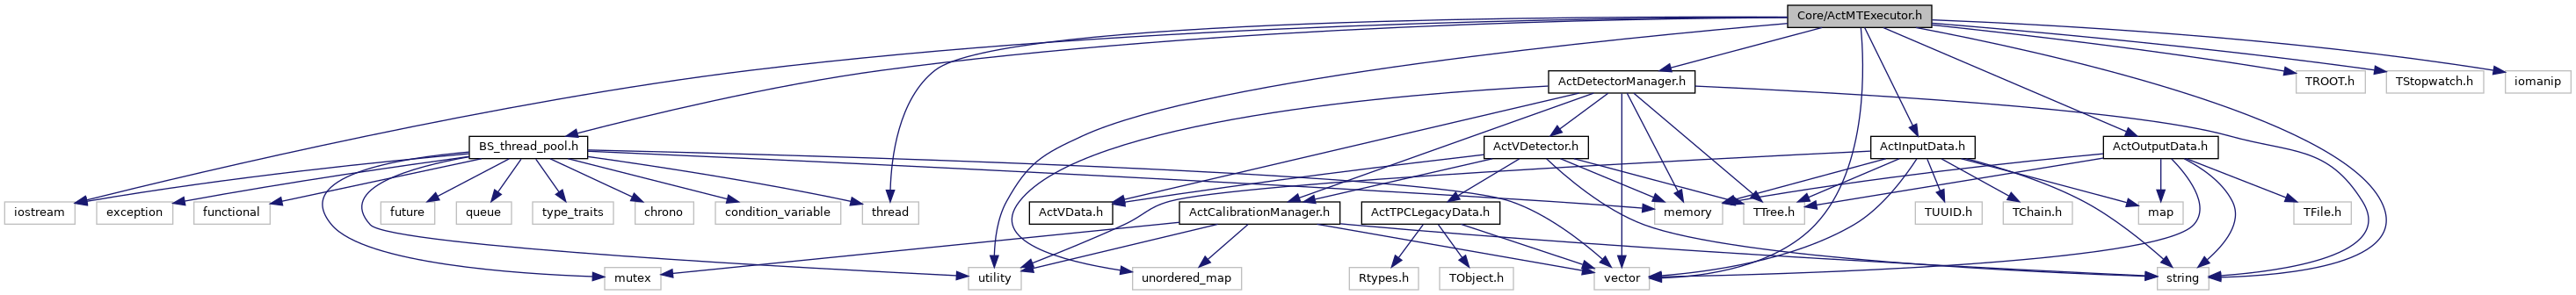 Core/ActMTExecutor.h
ActDetectorManager.h
TROOT.h
TStopwatch.h
iomanip
BS_thread_pool.h
ActVDetector.h
ActInputData.h
ActOutputData.h
iostream
exception
functional
future
queue
type_traits
chrono
condition_variable
thread
ActVData.h
ActCalibrationManager.h
ActTPCLegacyData.h
memory
TTree.h
TUUID.h
TChain.h
map
TFile.h
mutex
utility
unordered_map
Rtypes.h
TObject.h
vector
string